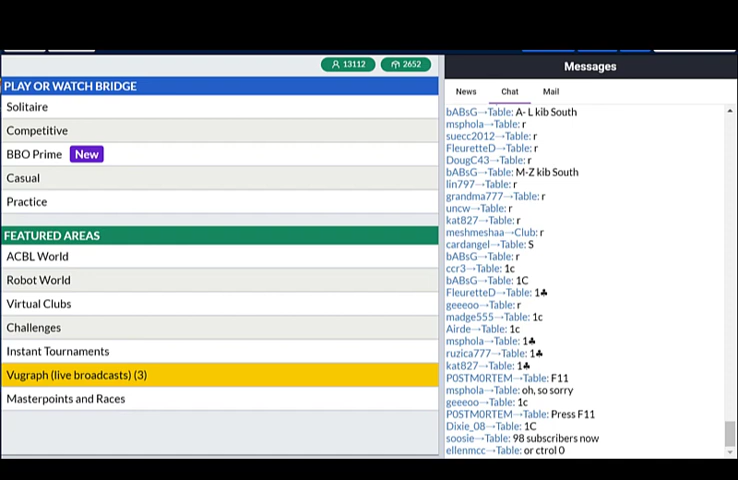 13112
2652
PLAY OR WATCH BRIDGE
Solitaire
Competitive
BBO Prime New
Casual
Practice
FEATURED AREAS
ACBL World
Robot World
Virtual Clubs
Challenges
Instant Tournaments
Vugraph (live broadcasts) (3)
Masterpoints and Races
Messages
News Chat Mail
bABsG→Table: A- L kib South
msphola→Table: r
suecc2012→Table: r
FleuretteD→Table: r
DougC43→Table: r
bABsG→Table: M-Z kib South
lin797→Table: r
grandma777→Table: r
uncw→Table: r
kat827→Table: r
meshmeshaa→Club: r
cardangel→Table: S
bABsG→Table: r
ccr3→Table: 1c
bABsG→Table: 1C
FleuretteD→Table: 1♣
geeeoo→Table: r
madge555→Table: 1c
Airde→Table: 1c
msphola→Table: 1♣
ruzica777→Table: 1♣
kat827→Table: 1♣
P0STM0RTEM→Table: F11
msphola→Table: oh, so sorry
geeeoo→Table: 1c
P0STM0RTEM→Table: Press F11
Dixie_08→Table: 1C
soosie→Table: 98 subscribers now
ellenmcc→Table: or ctrol 0